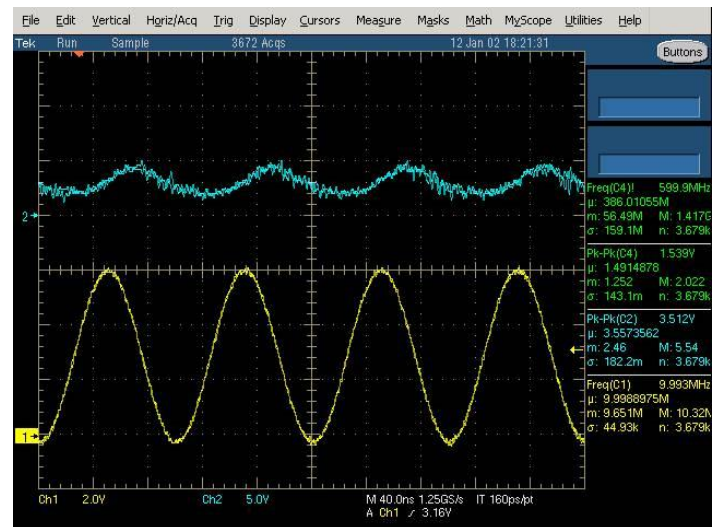 File Edit Vertical Horiz/Acq Trig Display Cursors Measure Masks Math MyScope Utilities Help
Tek Run Sample 3672 Acqs 12 Jan 02 18:21:31
Buttons
Freq(C4)! 599.9MHz
µ: 386.01055M
m: 56.49M M: 1.417G
σ: 159.1M n: 3.679k
Pk-Pk(C4) 1.539V
µ: 1.4914878
m: 1.252 M: 2.022
σ: 143.1m n: 3.679k
2
Pk-Pk(C2) 3.512V
µ: 3.5573562
m: 2.46 M: 5.54
σ: 182.2m n: 3.679k
Freq(C1) 9.993MHz
µ: 9.9988975M
m: 9.651M M: 10.32M
σ: 44.93k n: 3.679k
1
Ch1 2.0V Ch2 5.0V M 40.0ns 1.25GS/s IT 160ps/pt
A Ch1 / 3.16V